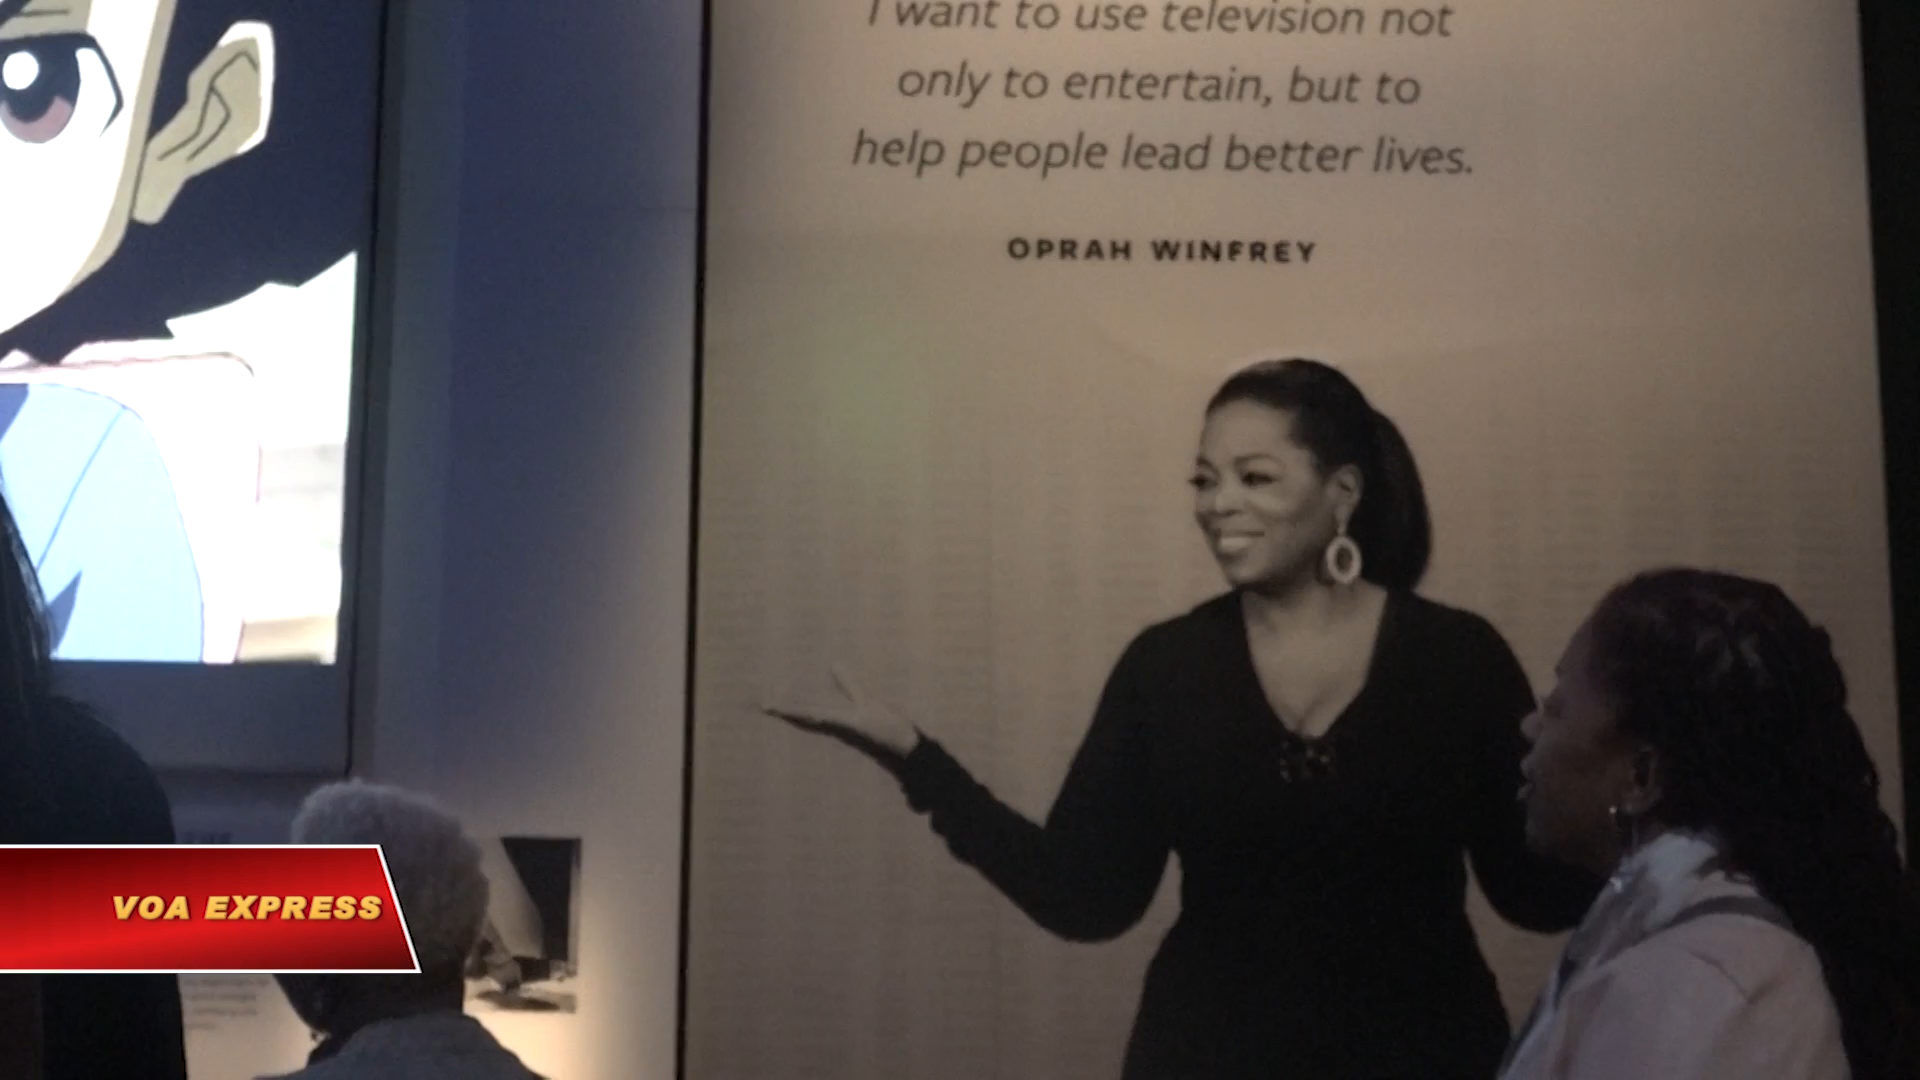 I want to use television not
only to entertain, but to
help people lead better lives.
OPRAH WINFREY
VOA EXPRESS